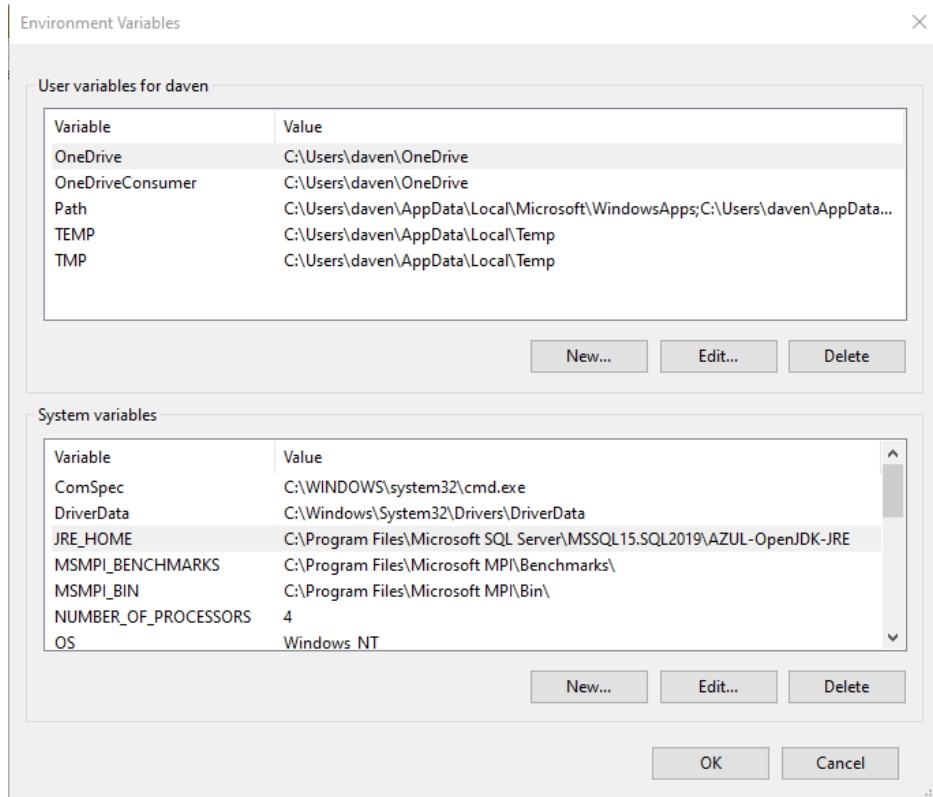 Environment Variables
User variables for daven
Variable Value
OneDrive C:\Users\daven\OneDrive
OneDriveConsumer C:\Users\daven\OneDrive
Path C:\Users\daven\AppData\Local\Microsoft\WindowsApps;C:\Users\daven\AppData...
TEMP C:\Users\daven\AppData\Local\Temp
TMP C:\Users\daven\AppData\Local\Temp
New... Edit... Delete
System variables
Variable Value
ComSpec C:\WINDOWS\system32\cmd.exe
DriverData C:\Windows\System32\Drivers\DriverData
JRE_HOME C:\Program Files\Microsoft SQL Server\MSSQL15.SQL2019\AZUL-OpenJDK-JRE
MSMPI_BENCHMARKS C:\Program Files\Microsoft MPI\Benchmarks\
MSMPI_BIN C:\Program Files\Microsoft MPI\Bin\
NUMBER_OF_PROCESSORS 4
OS Windows_NT
New... Edit... Delete
OK Cancel